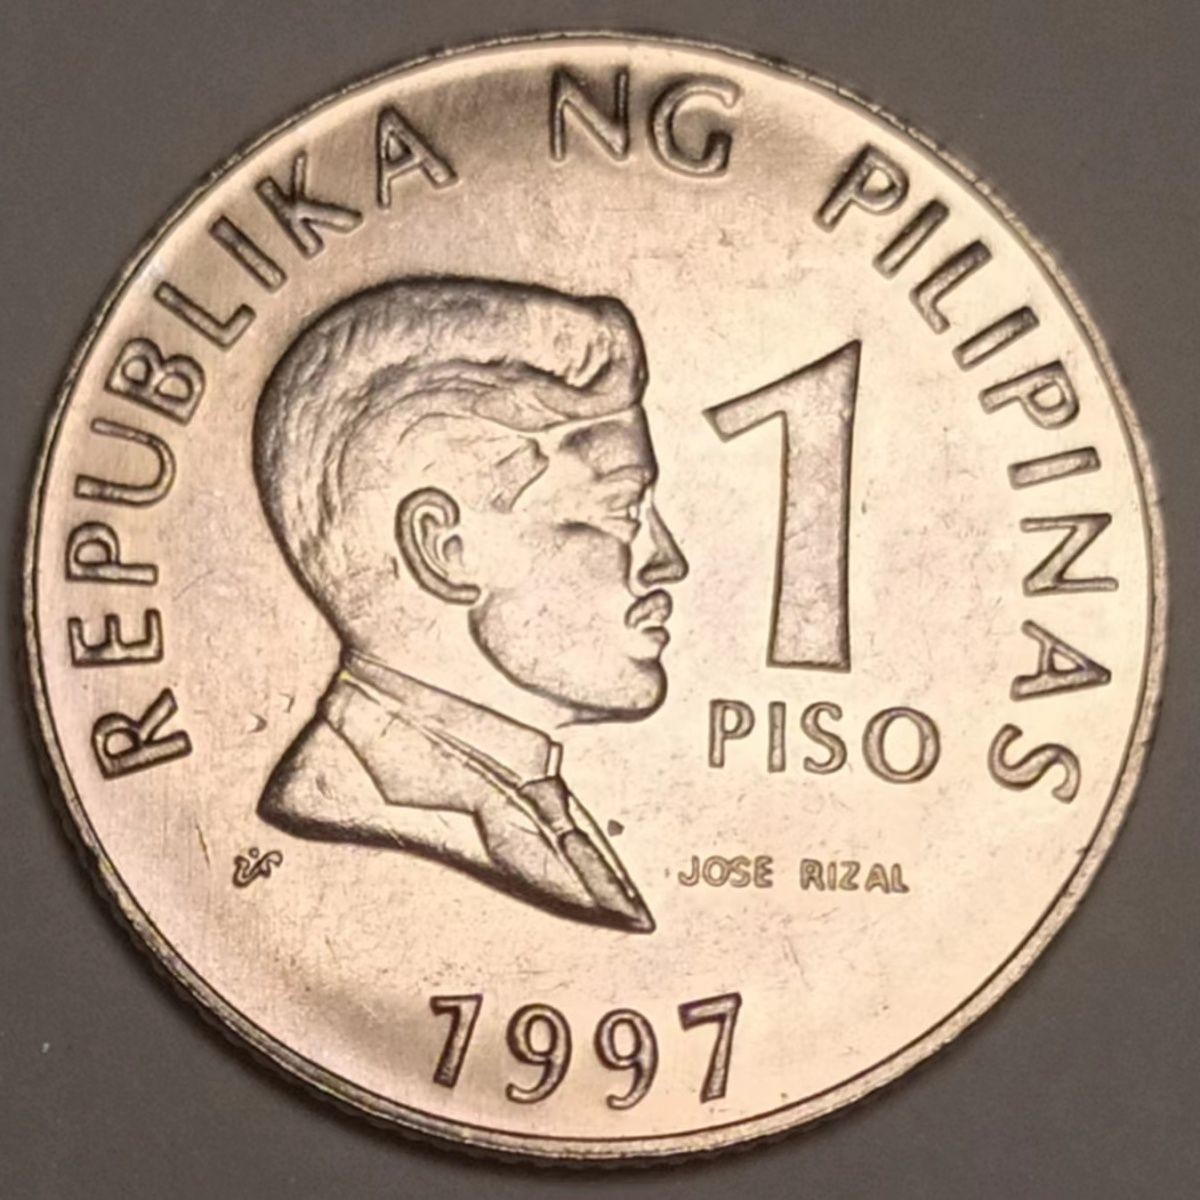 REPUBLIKA NG PILIPINAS
1
PISO
JOSE RIZAL
1997